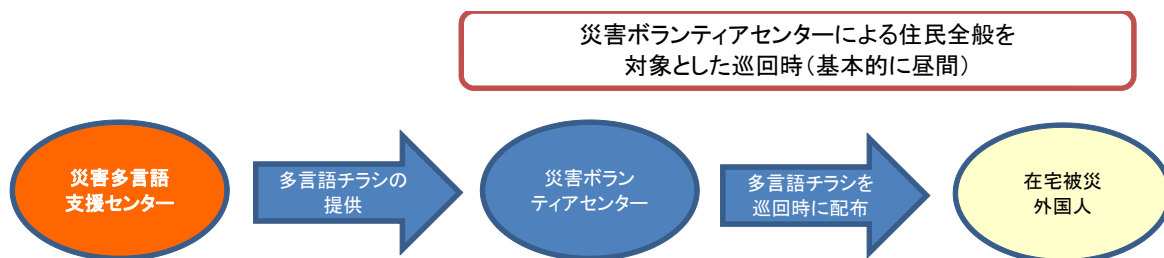 災害ボランティアセンターによる住民全般を
対象とした巡回時（基本的に昼間）
災害多言語
支援センター
多言語チラシの
提供
災害ボラン
ティアセンター
多言語チラシを
巡回時に配布
在宅被災
外国人